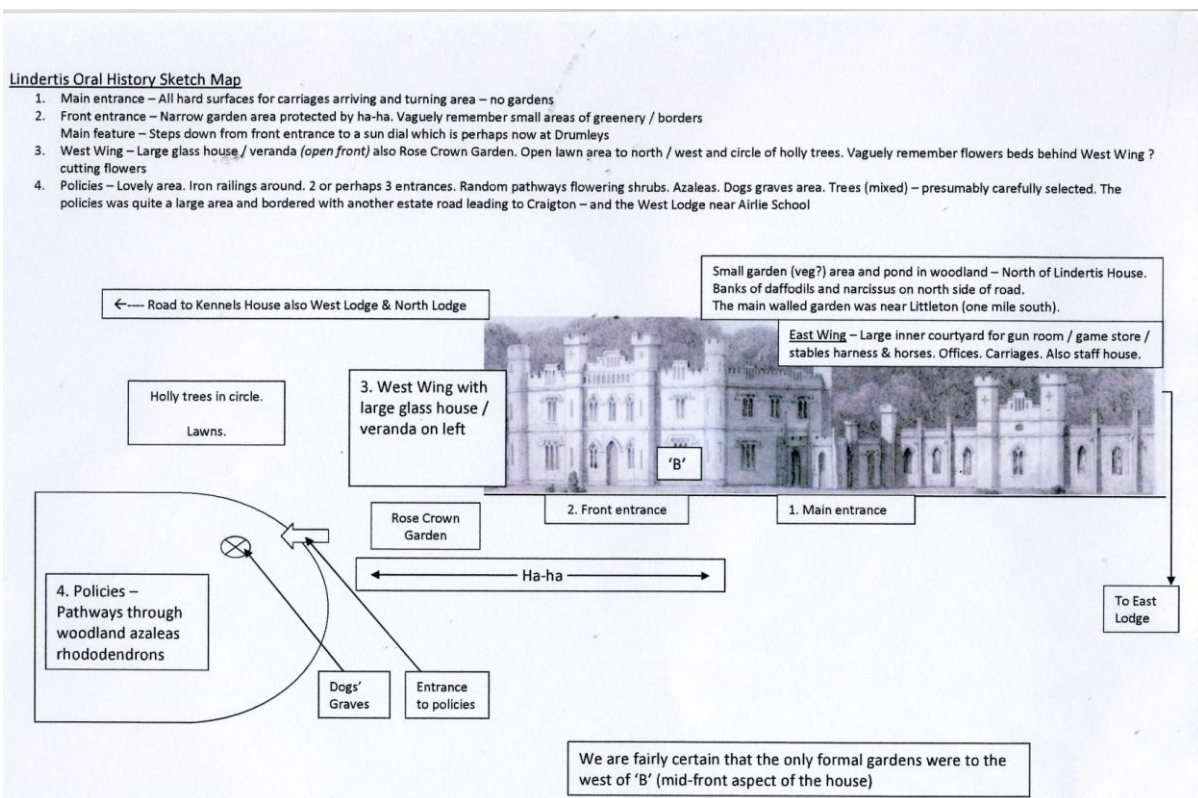 Lindertis Oral History Sketch Map
1. Main entrance – All hard surfaces for carriages arriving and turning area – no gardens
2. Front entrance – Narrow garden area protected by ha-ha. Vaguely remember small areas of greenery / borders
Main feature – Steps down from front entrance to a sun dial which is perhaps now at Drumleys
3. West Wing – Large glass house / veranda (open front) also Rose Crown Garden. Open lawn area to north / west and circle of holly trees. Vaguely remember flowers beds behind West Wing ?
cutting flowers
4. Policies – Lovely area. Iron railings around. 2 or perhaps 3 entrances. Random pathways flowering shrubs. Azaleas. Dogs graves area. Trees (mixed) – presumably carefully selected. The
policies was quite a large area and bordered with another estate road leading to Craigton – and the West Lodge near Airlie School
Small garden (veg?) area and pond in woodland – North of Lindertis House.
Banks of daffodils and narcissus on north side of road.
The main walled garden was near Littleton (one mile south).
←---- Road to Kennels House also West Lodge & North Lodge
East Wing – Large inner courtyard for gun room / game store /
stables harness & horses. Offices. Carriages. Also staff house.
Holly trees in circle.
Lawns.
3. West Wing with
large glass house /
veranda on left
'B'
Rose Crown
Garden
2. Front entrance
1. Main entrance
Ha-ha
4. Policies –
Pathways through
woodland azaleas
rhododendrons
To East
Lodge
Dogs'
Graves
Entrance
to policies
We are fairly certain that the only formal gardens were to the
west of 'B' (mid-front aspect of the house)